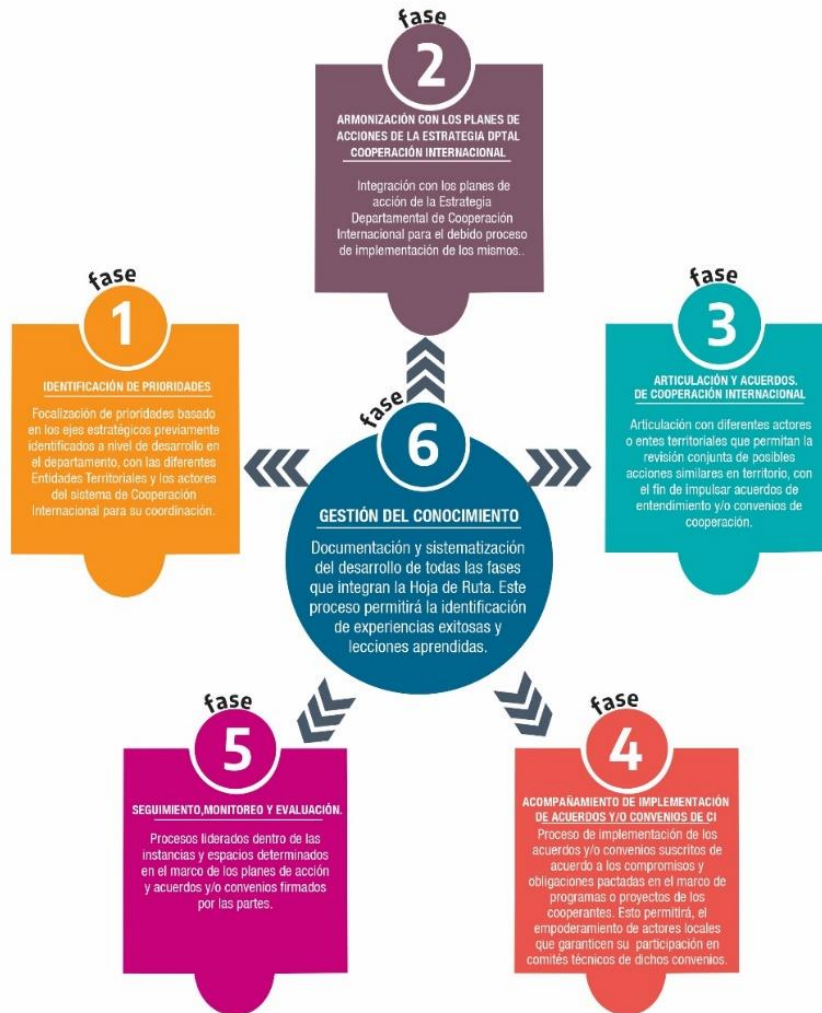 fase
2
ARMONIZACIÓN CON LOS PLANES DE
ACCIONES DE LA ESTRATEGIA DPTAL
COOPERACIÓN INTERNACIONAL
Integración con los planes de
acción de la Estrategia
Departamental de Cooperación
Internacional para el debido proceso
de implementación de los mismos..
fase
1
IDENTIFICACIÓN DE PRIORIDADES
Focalización de prioridades basado
en los ejes estratégicos previamente
identificados a nivel de desarrollo en
el departamento, con las diferentes
Entidades Territoriales y los actores
del sistema de Cooperación
Internacional para su coordinación.
fase
3
ARTICULACIÓN Y ACUERDOS.
DE COOPERACIÓN INTERNACIONAL
Articulación con diferentes actores
o entes territoriales que permitan la
revisión conjunta de posibles
acciones similares en territorio, con
el fin de impulsar acuerdos de
entendimiento y/o convenios de
cooperación.
fase
6
GESTIÓN DEL CONOCIMIENTO
Documentación y sistematización
del desarrollo de todas las fases
que integran la Hoja de Ruta. Este
proceso permitirá la identificación
de experiencias exitosas y
lecciones aprendidas.
fase
5
SEGUIMIENTO,MONITOREO Y EVALUACIÓN.
Procesos liderados dentro de las
instancias y espacios determinados
en el marco de los planes de acción
y acuerdos y/o convenios firmados
por las partes.
fase
4
ACOMPAÑAMIENTO DE IMPLEMENTACIÓN
DE ACUERDOS Y/O CONVENIOS DE CI
Proceso de implementación de los
acuerdos y/o convenios suscritos de
acuerdo a los compromisos y
obligaciones pactadas en el marco de
programas o proyectos de los
cooperantes. Esto permitirá, el
empoderamiento de actores locales
que garanticen su participación en
comités técnicos de dichos convenios.